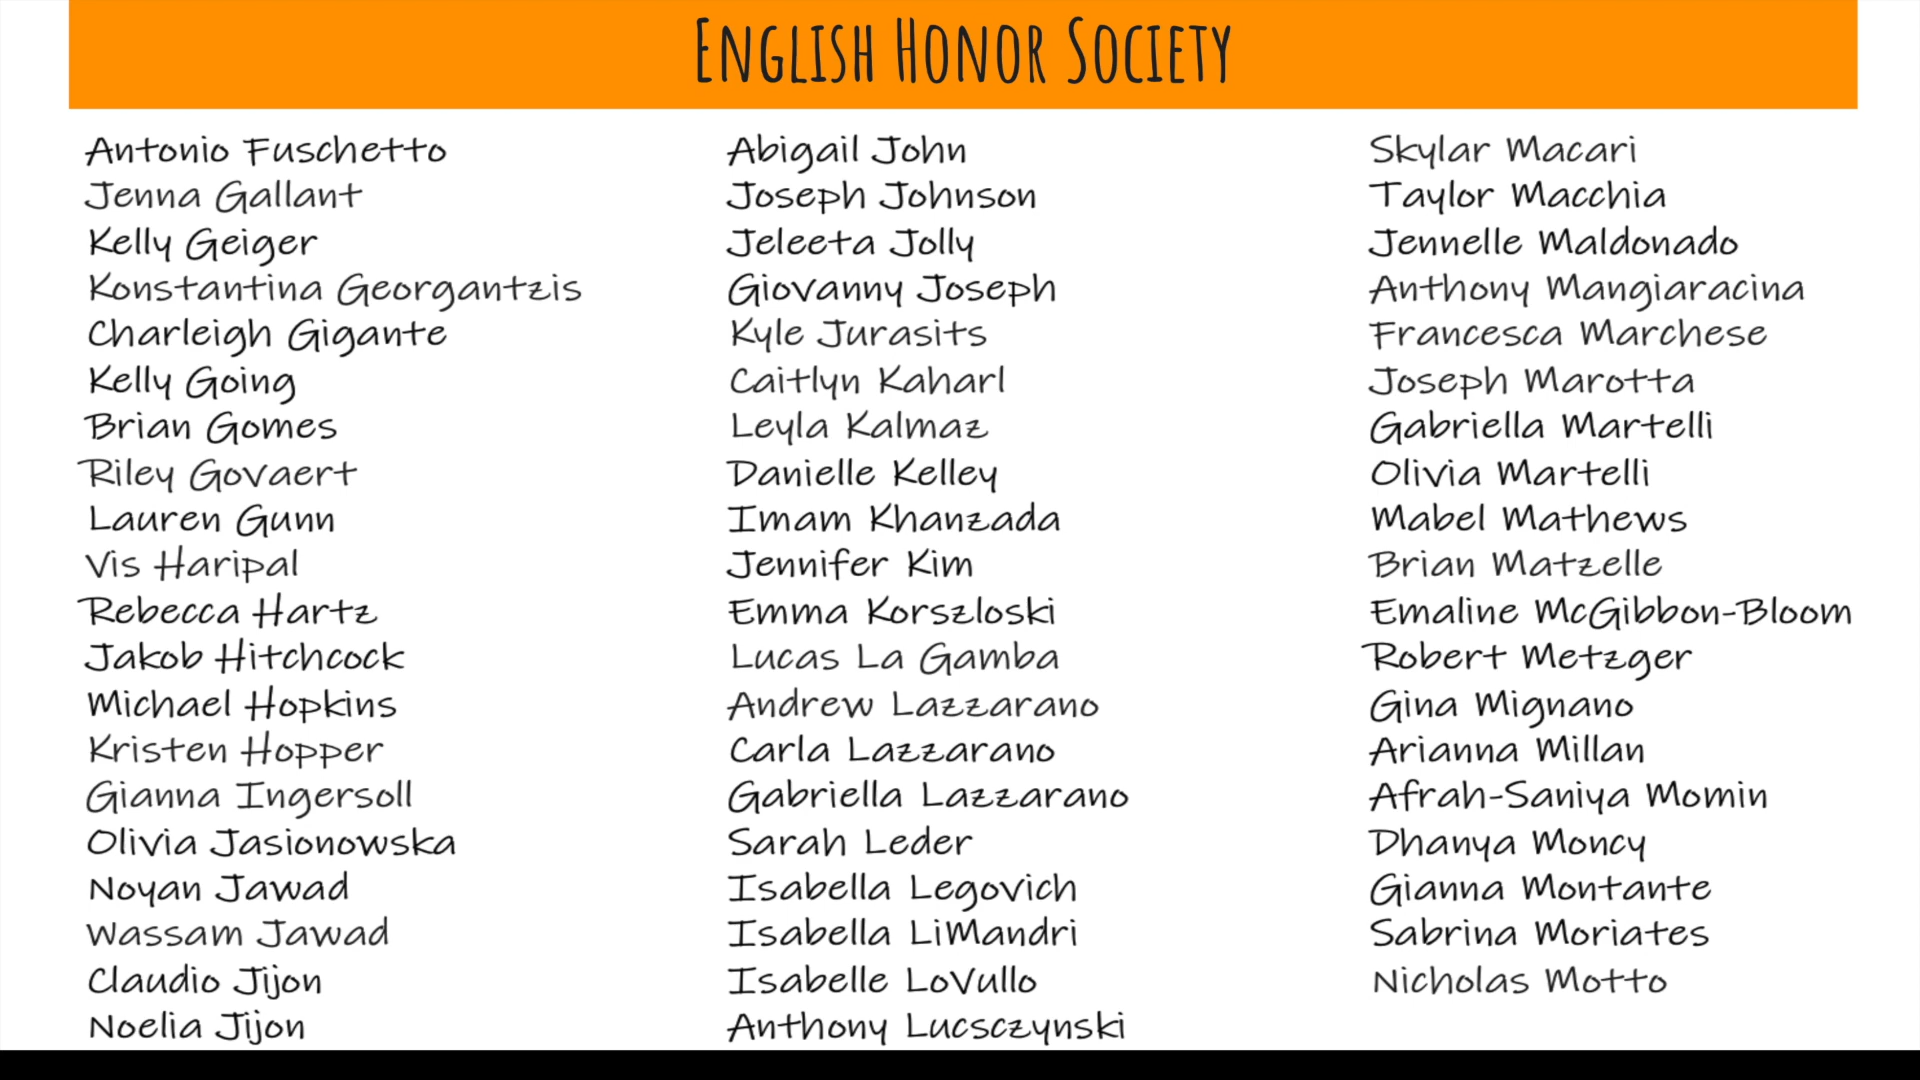 English Honor Society
Antonio Fuschetto
Jenna Gallant
Kelly Geiger
Konstantina Georgantzis
Charleigh Gigante
Kelly Going
Brian Gomes
Riley Govaert
Lauren Gunn
Vis Haripal
Rebecca Hartz
Jakob Hitchcock
Michael Hopkins
Kristen Hopper
Gianna Ingersoll
Olivia Jasionowska
Noyan Jawad
Wassam Jawad
Claudio Jijon
Noelia Jijon
Abigail John
Joseph Johnson
Jeleeta Jolly
Giovanny Joseph
Kyle Jurasits
Caitlyn Kaharl
Leyla Kalmaz
Danielle Kelley
Imam Khanzada
Jennifer Kim
Emma Korszloski
Lucas La Gamba
Andrew Lazzarano
Carla Lazzarano
Gabriella Lazzarano
Sarah Leder
Isabella Legovich
Isabella LiMandri
Isabelle LoVullo
Anthony Lucsczynski
Skylar Macari
Taylor Macchia
Jennelle Maldonado
Anthony Mangiaracina
Francesca Marchese
Joseph Marotta
Gabriella Martelli
Olivia Martelli
Mabel Mathews
Brian Matzelle
Emaline McGibbon-Bloom
Robert Metzger
Gina Mignano
Arianna Millan
Afrah-Saniya Momin
Dhanya Moncy
Gianna Montante
Sabrina Moriates
Nicholas Motto